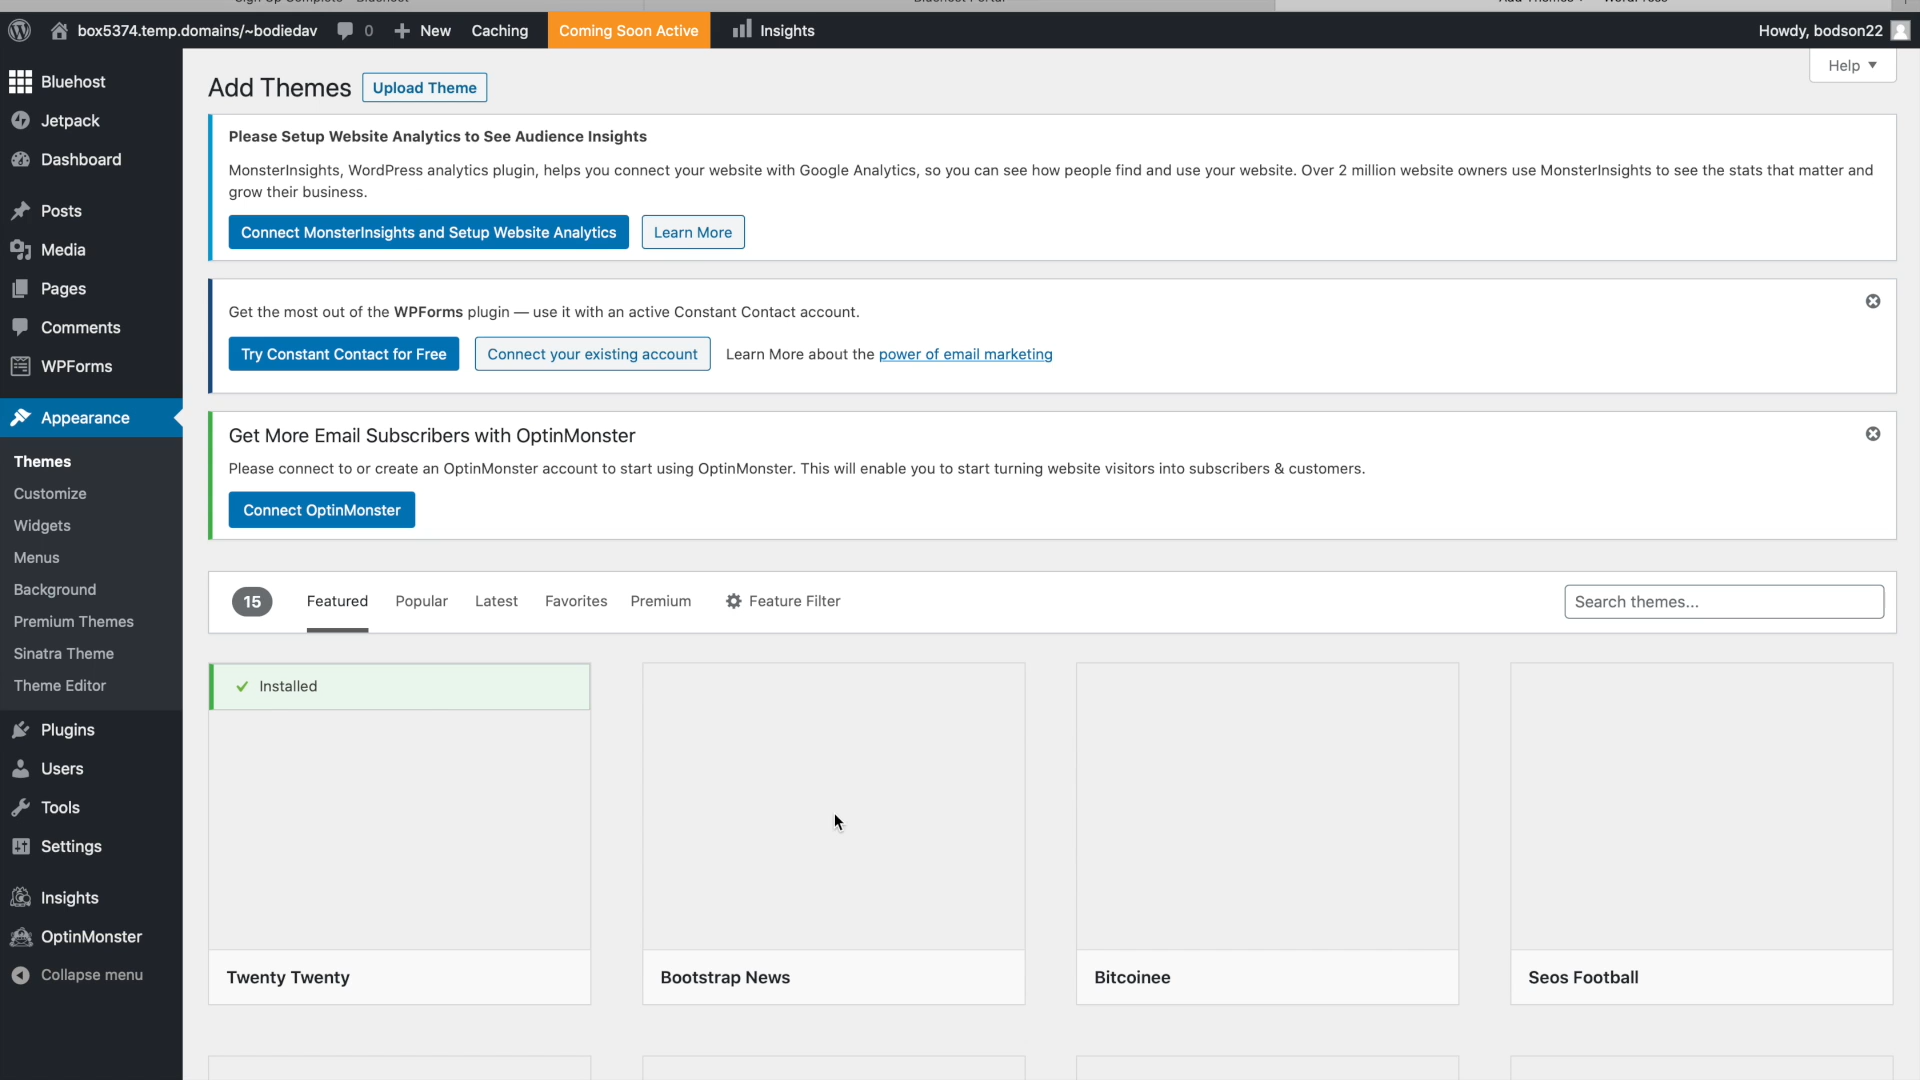 box5374.temp.domains/~bodiedav 0 New Caching Coming Soon Active Insights Howdy, bodson22
Help
Bluehost
Jetpack
Dashboard
Posts
Media
Pages
Comments
WPForms
Appearance
Themes
Customize
Widgets
Menus
Background
Premium Themes
Sinatra Theme
Theme Editor
Plugins
Users
Tools
Settings
Insights
OptinMonster
Collapse menu
Add Themes Upload Theme
Please Setup Website Analytics to See Audience Insights
MonsterInsights, WordPress analytics plugin, helps you connect your website with Google Analytics, so you can see how people find and use your website. Over 2 million website owners use MonsterInsights to see the stats that matter and
grow their business.
Connect MonsterInsights and Setup Website Analytics Learn More
Get the most out of the WPForms plugin — use it with an active Constant Contact account.
Try Constant Contact for Free Connect your existing account Learn More about the power of email marketing
Get More Email Subscribers with OptinMonster
Please connect to or create an OptinMonster account to start using OptinMonster. This will enable you to start turning website visitors into subscribers & customers.
Connect OptinMonster
15 Featured Popular Latest Favorites Premium Feature Filter Search themes...
Installed
Twenty Twenty Bootstrap News Bitcoinee Seos Football